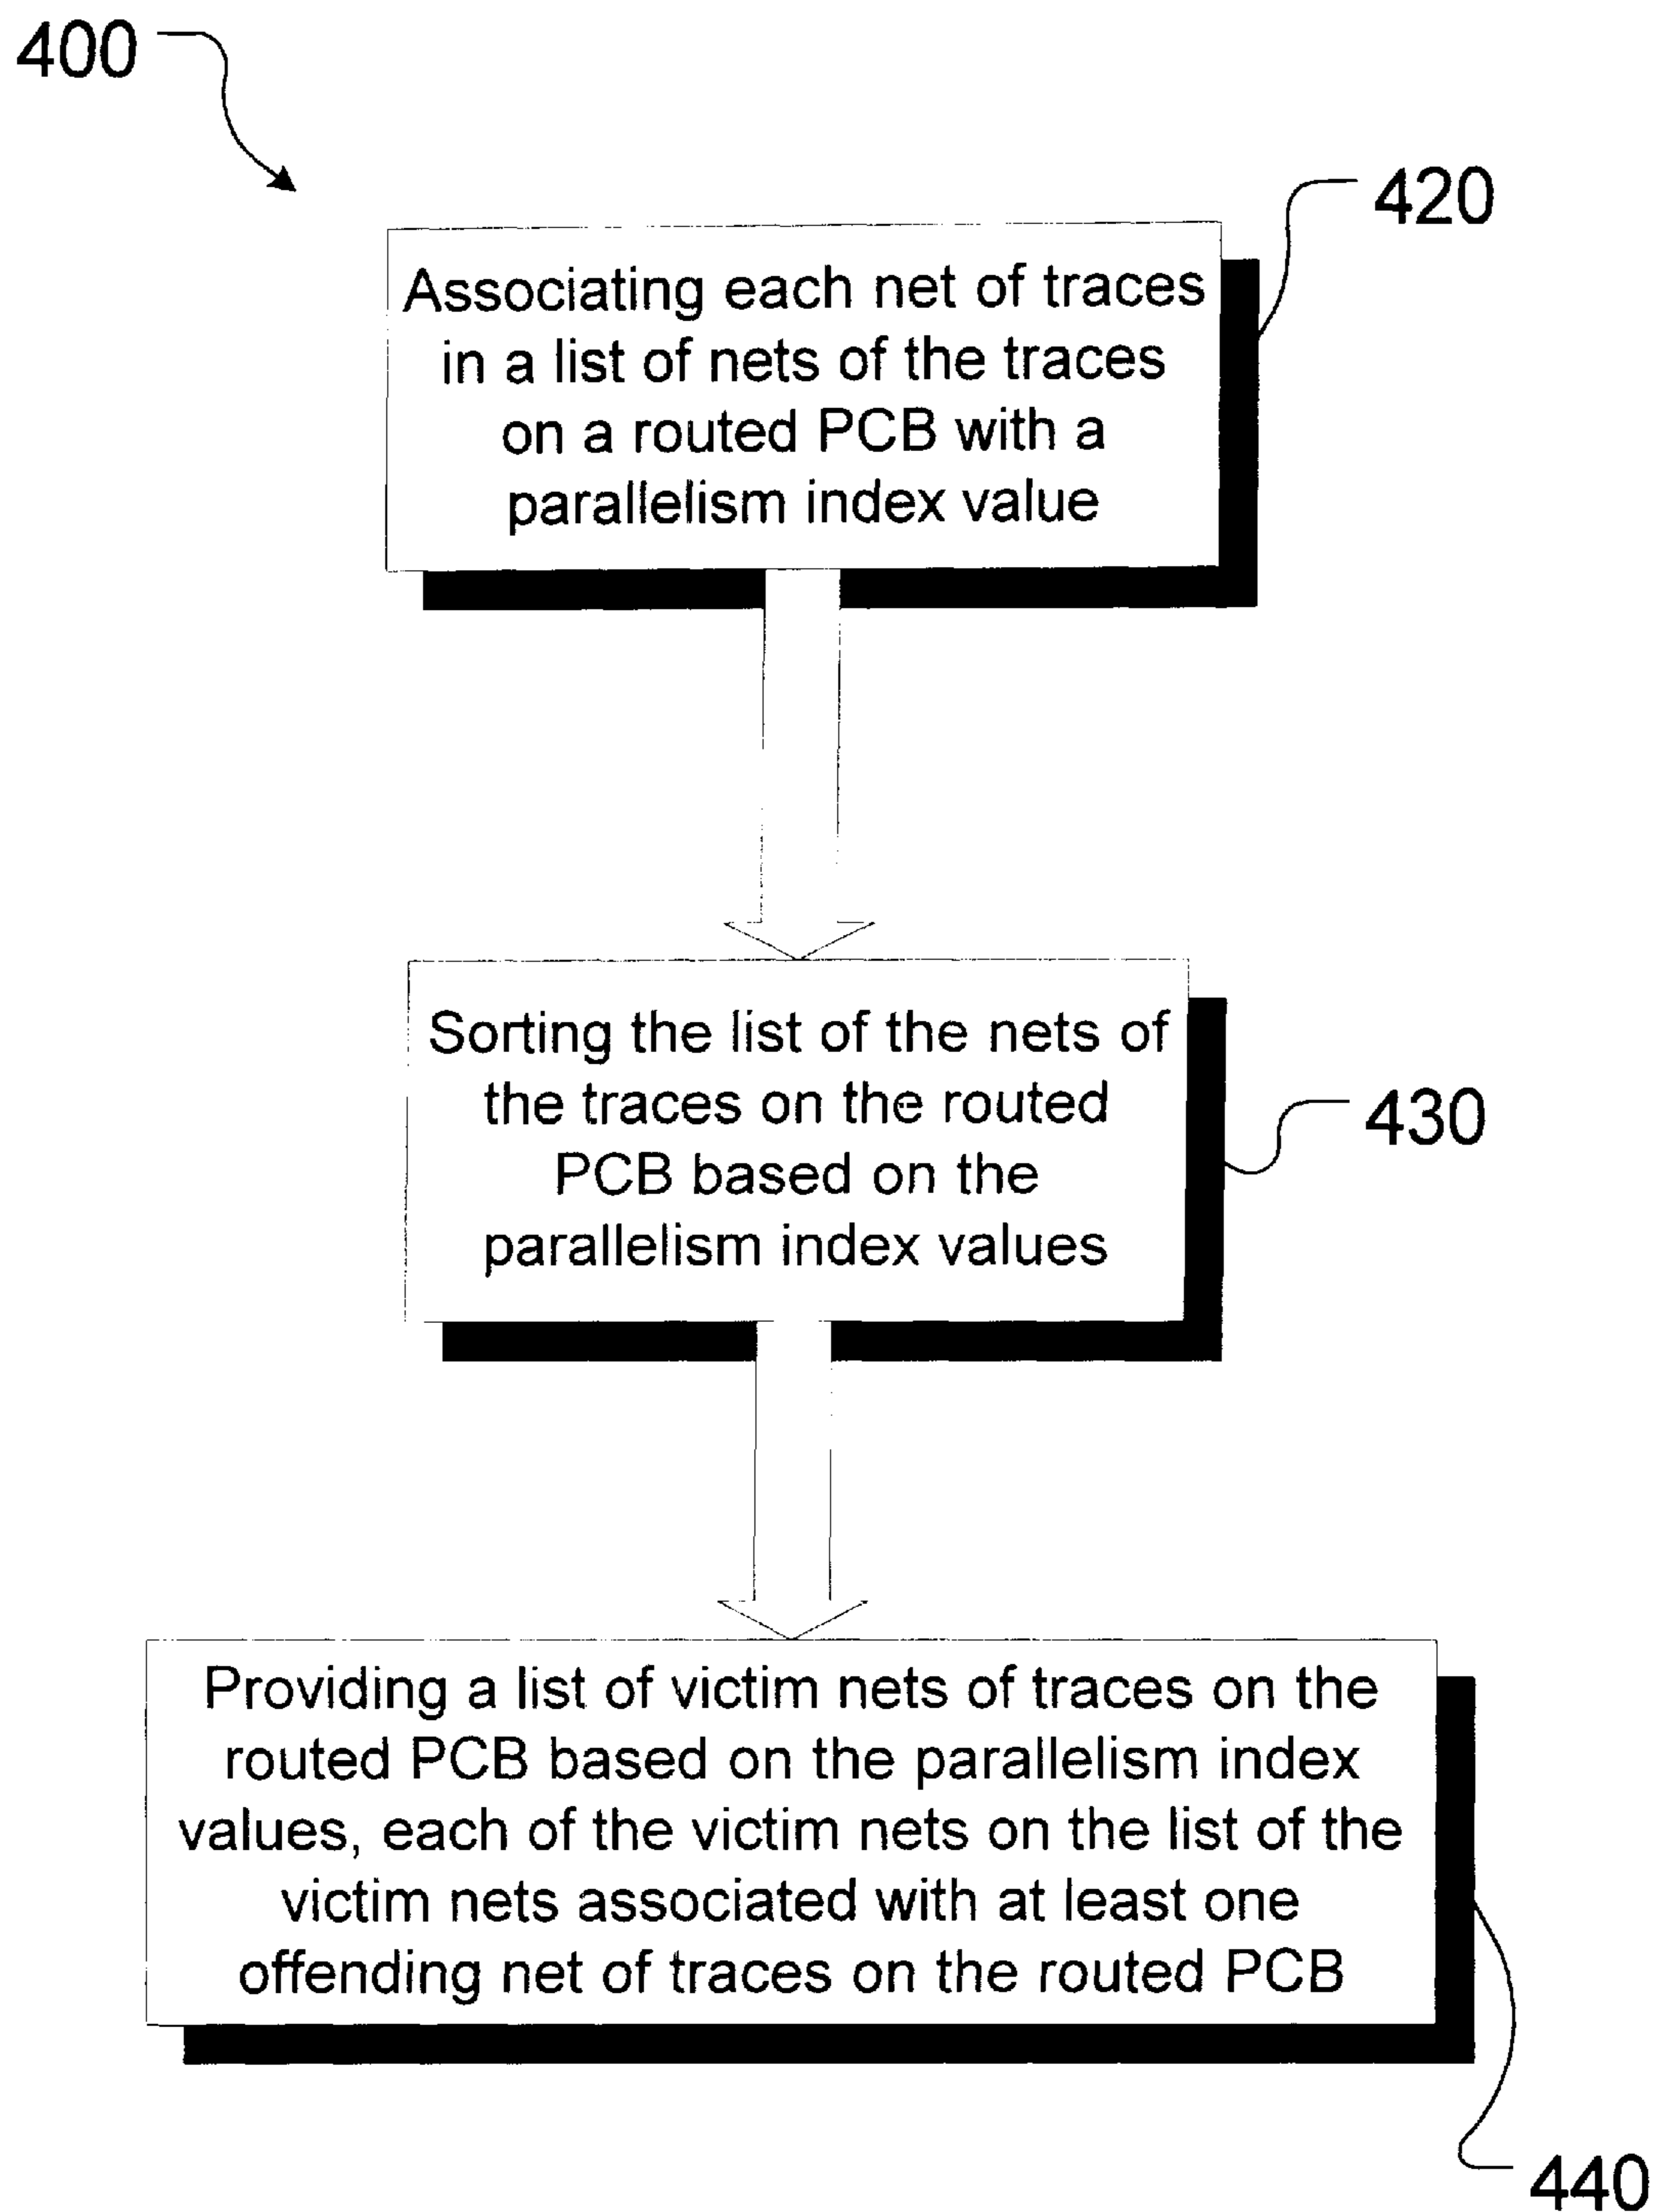 400
420
Associating each net of traces
in a list of nets of the traces
on a routed PCB with a
parallelism index value
Sorting the list of the nets of
the traces on the routed
PCB based on the
parallelism index values
430
Providing a list of victim nets of traces on the
routed PCB based on the parallelism index
values, each of the victim nets on the list of the
victim nets associated with at least one
offending net of traces on the routed PCB
440